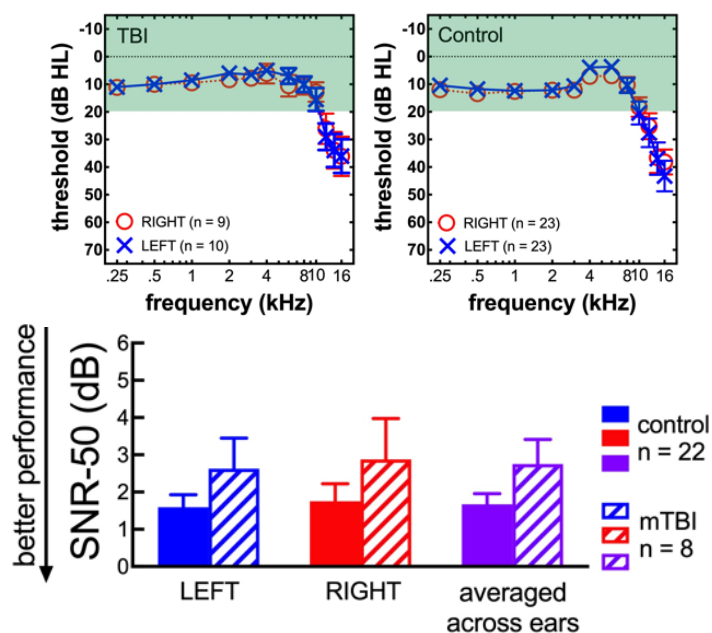 TBI
threshold (dB HL)
-10
0
10
20
30
40
50
60
70
RIGHT (n = 9)
LEFT (n = 10)
.25 .5 1 2 4 8 10 16
frequency (kHz)
Control
threshold (dB HL)
-10
0
10
20
30
40
50
60
70
RIGHT (n = 23)
LEFT (n = 23)
.25 .5 1 2 4 8 10 16
frequency (kHz)
better performance
SNR-50 (dB)
6
5
4
3
2
1
0
LEFT RIGHT averaged
across ears
control
n = 22
mTBI
n = 8